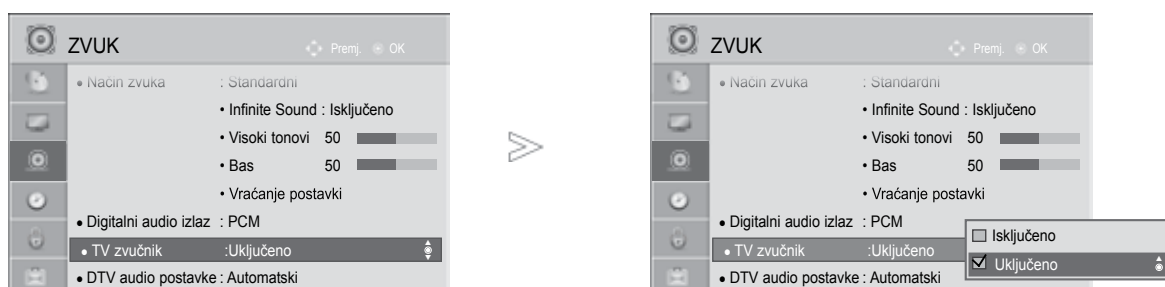 ZVUK
Premj. OK
• Način zvuka : Standardni
• Infinite Sound : Isključeno
• Visoki tonovi 50
• Bas 50
• Vraćanje postavki
• Digitalni audio izlaz : PCM
• TV zvučnik :Uključeno
• DTV audio postavke : Automatski
ZVUK
Premj. OK
• Način zvuka : Standardni
• Infinite Sound : Isključeno
• Visoki tonovi 50
• Bas 50
• Vraćanje postavki
• Digitalni audio izlaz : PCM
• TV zvučnik :Uključeno
• DTV audio postavke : Automatski
Isključeno
Uključeno